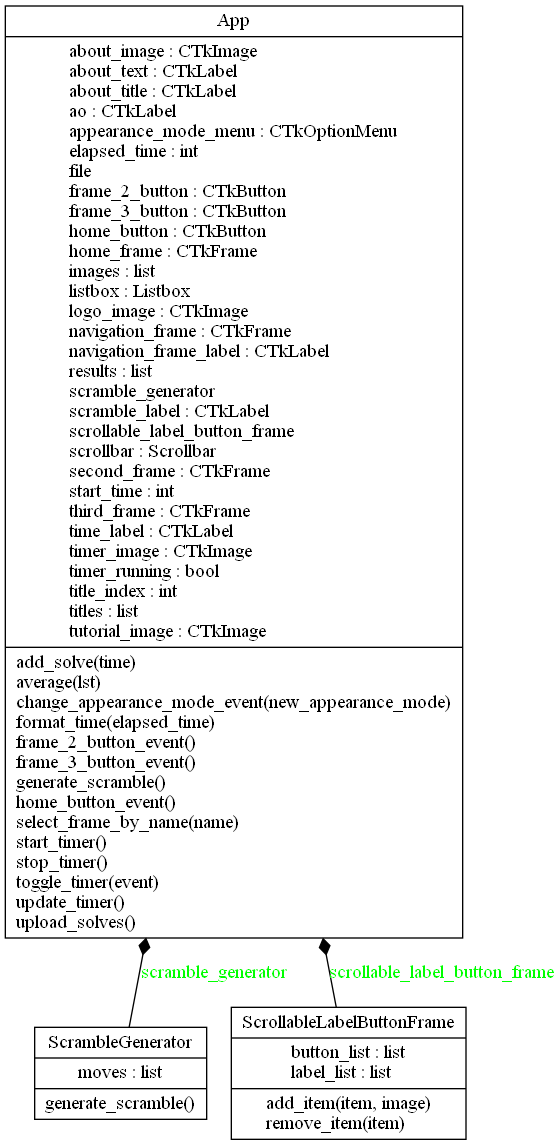 App
about_image : CTkImage
about_text : CTkLabel
about_title : CTkLabel
ao : CTkLabel
appearance_mode_menu : CTkOptionMenu
elapsed_time : int
file
frame_2_button : CTkButton
frame_3_button : CTkButton
home_button : CTkButton
home_frame : CTkFrame
images : list
listbox : Listbox
logo_image : CTkImage
navigation_frame : CTkFrame
navigation_frame_label : CTkLabel
results : list
scramble_generator
scramble_label : CTkLabel
scrollable_label_button_frame
scrollbar : Scrollbar
second_frame : CTkFrame
start_time : int
third_frame : CTkFrame
time_label : CTkLabel
timer_image : CTkImage
timer_running : bool
title_index : int
titles : list
tutorial_image : CTkImage
add_solve(time)
average(lst)
change_appearance_mode_event(new_appearance_mode)
format_time(elapsed_time)
frame_2_button_event()
frame_3_button_event()
generate_scramble()
home_button_event()
select_frame_by_name(name)
start_timer()
stop_timer()
toggle_timer(event)
update_timer()
upload_solves()
scramble_generator
scrollable_label_button_frame
ScrambleGenerator
moves : list
generate_scramble()
ScrollableLabelButtonFrame
button_list : list
label_list : list
add_item(item, image)
remove_item(item)